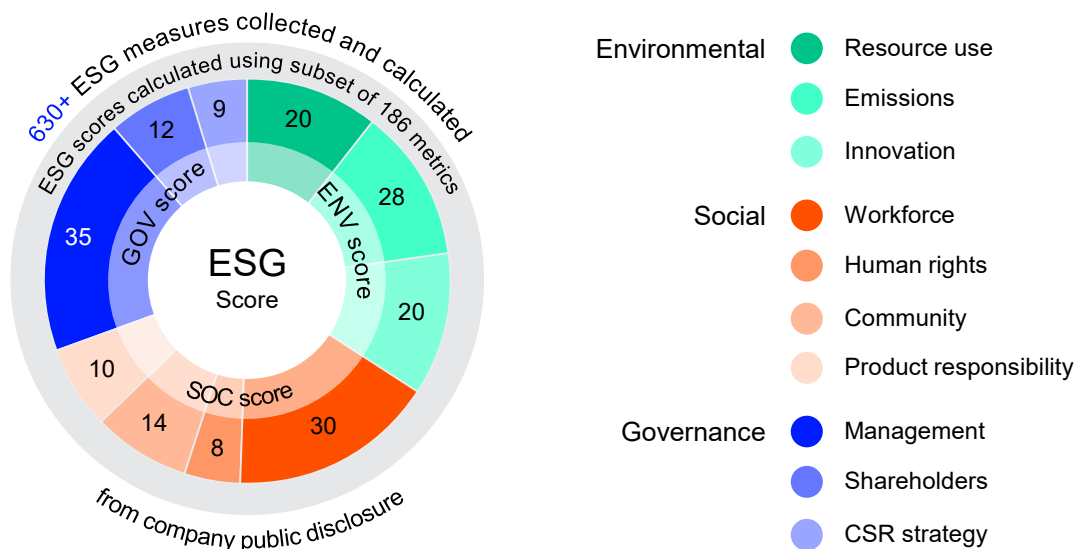 630+ ESG measures collected and calculated
ESG scores calculated using subset of 186 metrics
from company public disclosure
ESG
Score
ENV score
20
28
20
SOC score
30
8
14
10
GOV score
35
12
9
Environmental
Resource use
Emissions
Innovation
Social
Workforce
Human rights
Community
Product responsibility
Governance
Management
Shareholders
CSR strategy